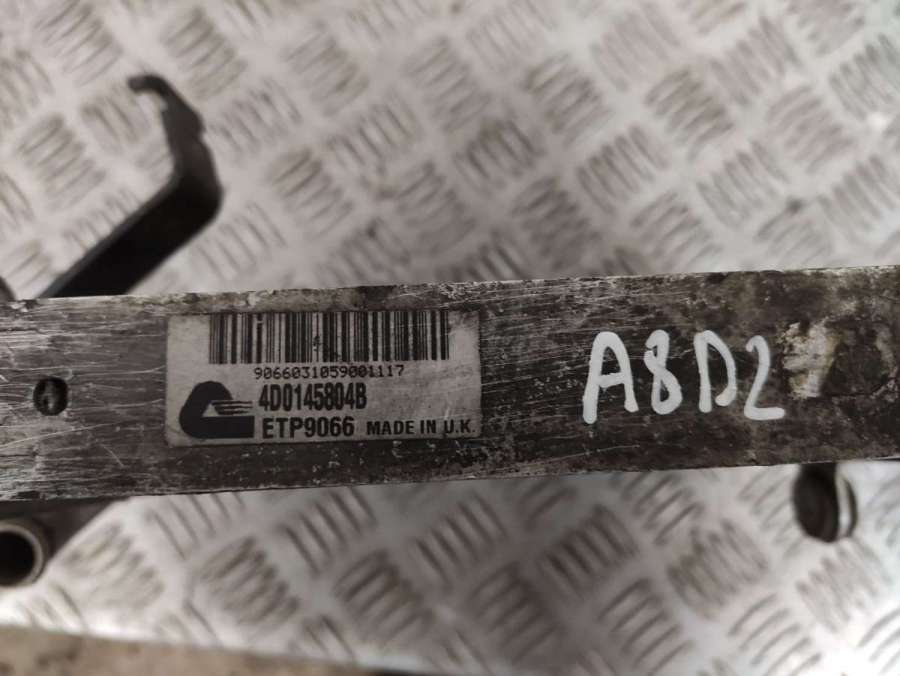 9066031059001117
4D0145804B
ETP9066 MADE IN U.K.
A8D2